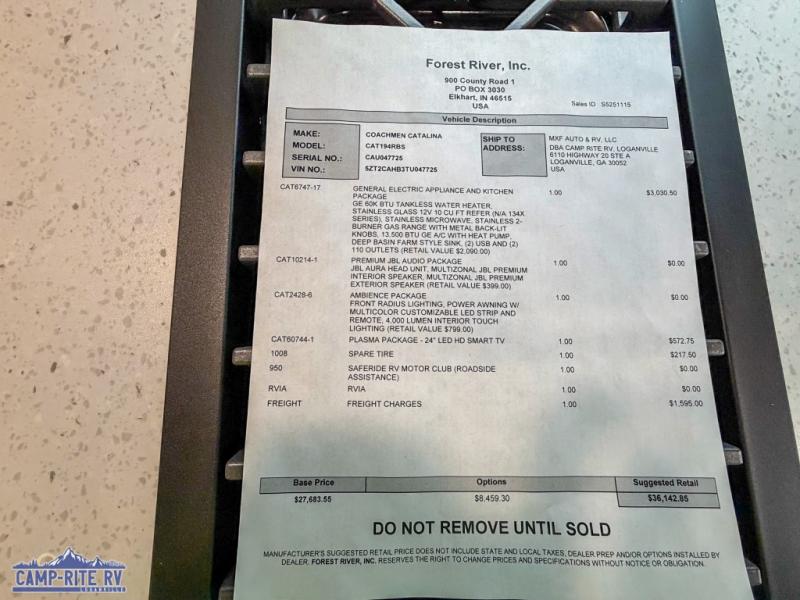 Forest River, Inc.
900 County Road 1
PO BOX 3030
Elkhart, IN 46515
USA
Sales ID S5251115
Vehicle Description
MAKE: COACHMEN CATALINA
MODEL: CAT194RBS
SERIAL NO.: CAU047725
VIN NO.: 5ZT2CAHB3TU047725
SHIP TO
ADDRESS:
MXF AUTO & RV, LLC
DBA CAMP RITE RV, LOGANVILLE
6110 HIGHWAY 20 STE A
LOGANVILLE, GA 30052
USA
CAT6747-17 GENERAL ELECTRIC APPLIANCE AND KITCHEN 1.00 $3,030.50
PACKAGE
GE 60K BTU TANKLESS WATER HEATER,
STAINLESS GLASS 12V 10 CU FT REFER (N/A 134X
SERIES), STAINLESS MICROWAVE, STAINLESS 2-
BURNER GAS RANGE WITH METAL BACK-LIT
KNOBS, 13,500 BTU GE A/C WITH HEAT PUMP,
DEEP BASIN FARM STYLE SINK, (2) USB AND (2)
110 OUTLETS (RETAIL VALUE $2,090.00)
CAT10214-1 PREMIUM JBL AUDIO PACKAGE 1.00 $0.00
JBL AURA HEAD UNIT, MULTIZONAL JBL PREMIUM
INTERIOR SPEAKER, MULTIZONAL JBL PREMIUM
EXTERIOR SPEAKER (RETAIL VALUE $399.00)
CAT2428-6 AMBIENCE PACKAGE 1.00 $0.00
FRONT RADIUS LIGHTING, POWER AWNING W/
MULTICOLOR CUSTOMIZABLE LED STRIP AND
REMOTE, 4,000 LUMEN INTERIOR TOUCH
LIGHTING (RETAIL VALUE $799.00)
CAT60744-1 PLASMA PACKAGE - 24" LED HD SMART TV 1.00 $572.75
1008 SPARE TIRE 1.00 $217.50
950 SAFERIDE RV MOTOR CLUB (ROADSIDE 1.00 $0.00
ASSISTANCE)
RVIA RVIA 1.00 $0.00
FREIGHT FREIGHT CHARGES 1.00 $1,595.00
Base Price Options Suggested Retail
$27,683.55 $8,459.30 $36,142.85
DO NOT REMOVE UNTIL SOLD
MANUFACTURER'S SUGGESTED RETAIL PRICE DOES NOT INCLUDE STATE AND LOCAL TAXES, DEALER PREP AND/OR OPTIONS INSTALLED BY
DEALER. FOREST RIVER, INC. RESERVES THE RIGHT TO CHANGE PRICES AND SPECIFICATIONS WITHOUT NOTICE OR OBLIGATION.
CAMP-RITE RV
LOGANVILLE